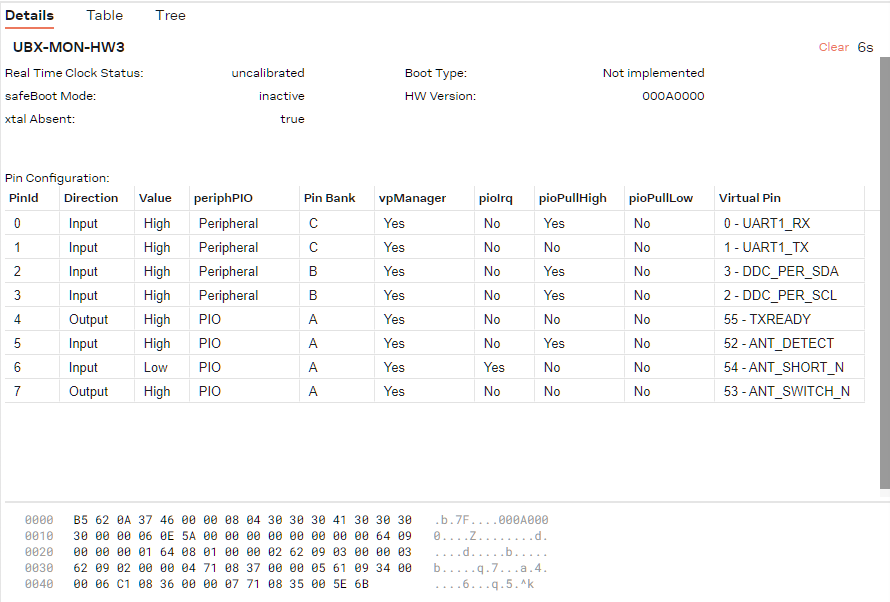 Details Table Tree
UBX-MON-HW3 Clear 6s
Real Time Clock Status: uncalibrated Boot Type: Not implemented
safeBoot Mode: inactive HW Version: 000A0000
xtal Absent: true
Pin Configuration:
PinId Direction Value periphPIO Pin Bank vpManager pioIrq pioPullHigh pioPullLow Virtual Pin
0 Input High Peripheral C Yes No Yes No 0 - UART1_RX
1 Input High Peripheral C Yes No No No 1 - UART1_TX
2 Input High Peripheral B Yes No Yes No 3 - DDC_PER_SDA
3 Input High Peripheral B Yes No Yes No 2 - DDC_PER_SCL
4 Output High PIO A Yes No No No 55 - TXREADY
5 Input High PIO A Yes No Yes No 52 - ANT_DETECT
6 Input Low PIO A Yes Yes No No 54 - ANT_SHORT_N
7 Output High PIO A Yes No No No 53 - ANT_SWITCH_N
0000 B5 62 0A 37 46 00 00 08 04 30 30 30 41 30 30 30 .b.7F....000A000
0010 30 00 00 06 0E 5A 00 00 00 00 00 00 00 00 64 09 0....Z........d.
0020 00 00 00 01 64 08 01 00 00 02 62 09 03 00 00 03 ....d.....b.....
0030 62 09 02 00 00 04 71 08 37 00 00 05 61 09 34 00 b.....q.7...a.4.
0040 00 06 C1 08 36 00 00 07 71 08 35 00 5E 6B ....6...q.5.^k